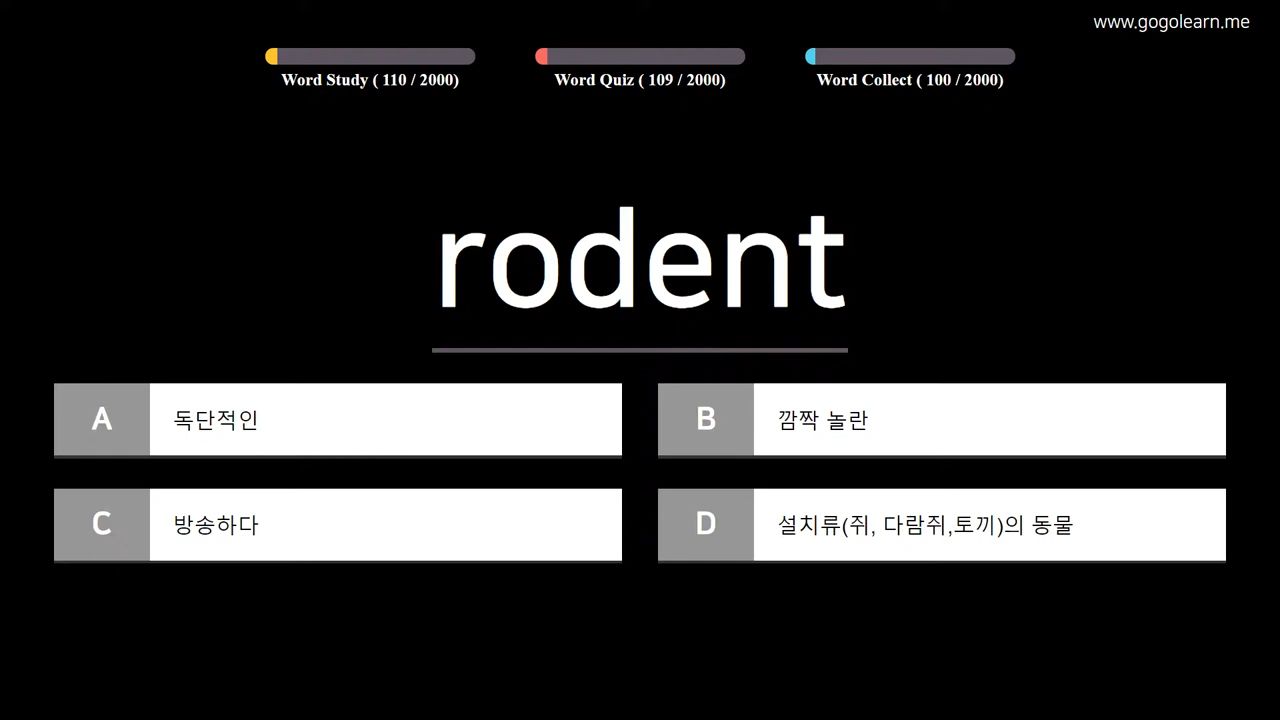 www.gogolearn.me
Word Study ( 110 / 2000)
Word Quiz ( 109 / 2000)
Word Collect ( 100 / 2000)
rodent
A 독단적인
B 깜짝 놀란
C 방송하다
D 설치류(쥐, 다람쥐,토끼)의 동물